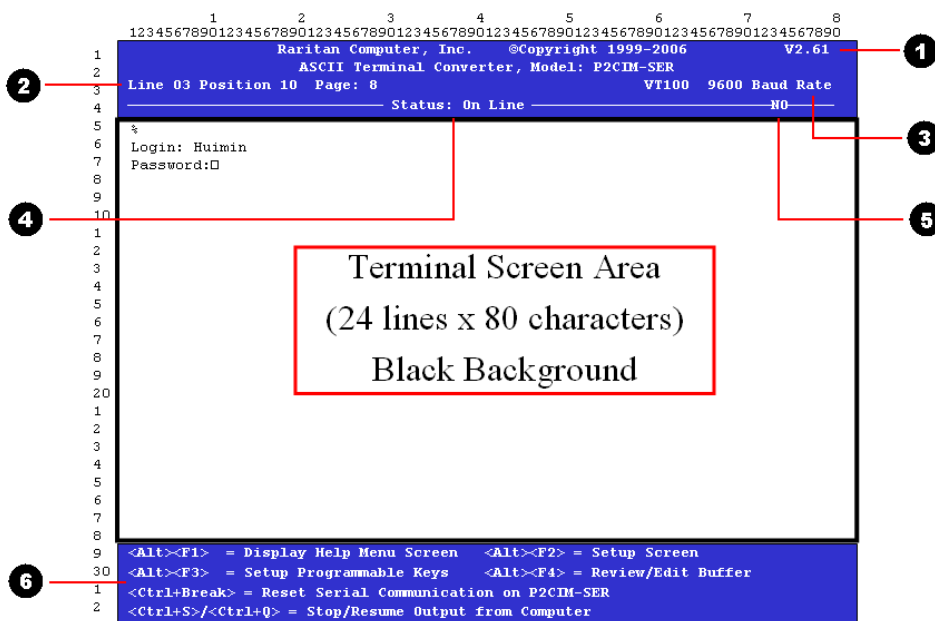 1 2 3 4 5 6 7 8
12345678901234567890123456789012345678901234567890123456789012345678901234567890
1 Raritan Computer, Inc. ©Copyright 1999-2006 V2.61 1
2 ASCII Terminal Converter, Model: P2CIM-SER
2 3 Line 03 Position 10 Page: 8 VT100 9600 Baud Rate
4 Status: On Line NO
3
5 %
6 Login: Huimin
7 Password:□
8
9
4 10 5
1
2 Terminal Screen Area
3
4
5 (24 lines x 80 characters)
6
7
8 Black Background
9
20
1
2
3
4
5
6
7
8
9 <Alt><F1> = Display Help Menu Screen <Alt><F2> = Setup Screen
6 30 <Alt><F3> = Setup Programmable Keys <Alt><F4> = Review/Edit Buffer
1 <Ctrl+Break> = Reset Serial Communication on P2CIM-SER
2 <Ctrl+S>/<Ctrl+Q> = Stop/Resume Output from Computer